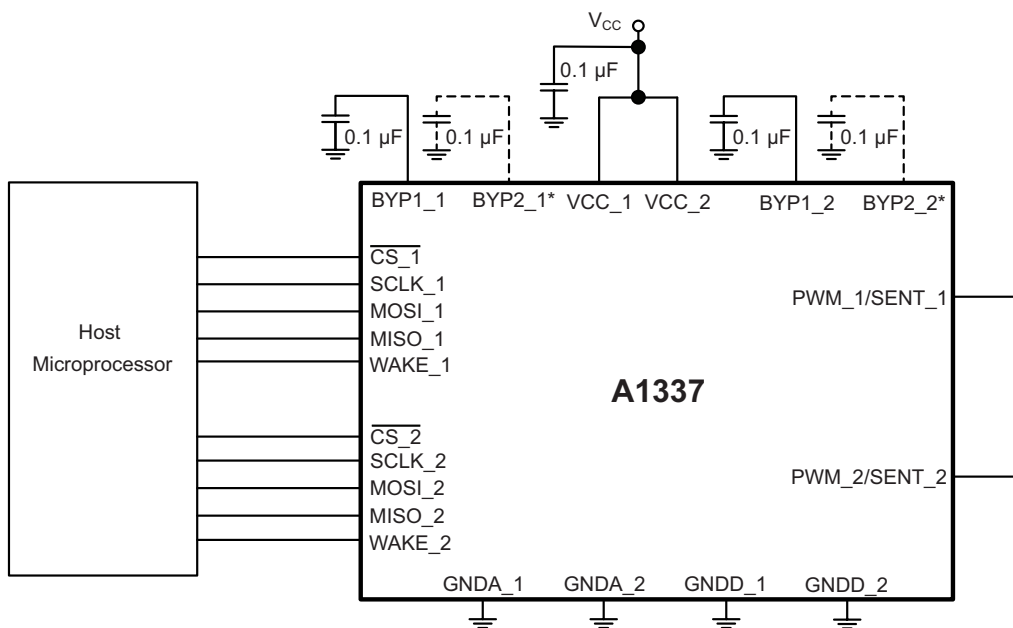 V_CC
0.1 µF
0.1 µF 0.1 µF 0.1 µF 0.1 µF
BYP1_1 BYP2_1* VCC_1 VCC_2 BYP1_2 BYP2_2*
Host
Microprocessor
CS_1
SCLK_1
MOSI_1
MISO_1
WAKE_1
CS_2
SCLK_2
MOSI_2
MISO_2
WAKE_2
A1337
PWM_1/SENT_1
PWM_2/SENT_2
GNDA_1 GNDA_2 GNDD_1 GNDD_2